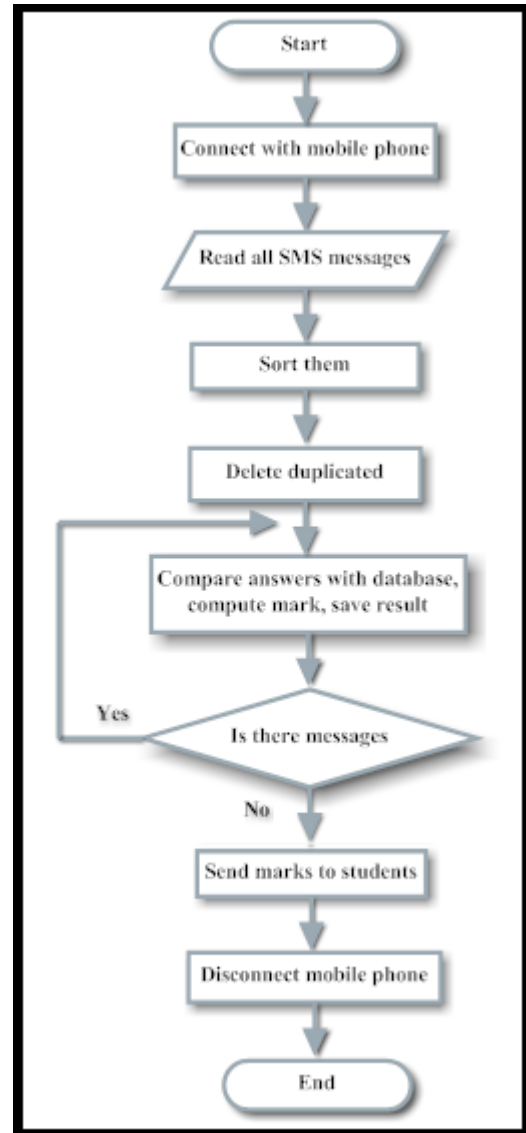 Start
Connect with mobile phone
Read all SMS messages
Sort them
Delete duplicated
Compare answers with database,
compute mark, save result
Yes
Is there messages
No
Send marks to students
Disconnect mobile phone
End